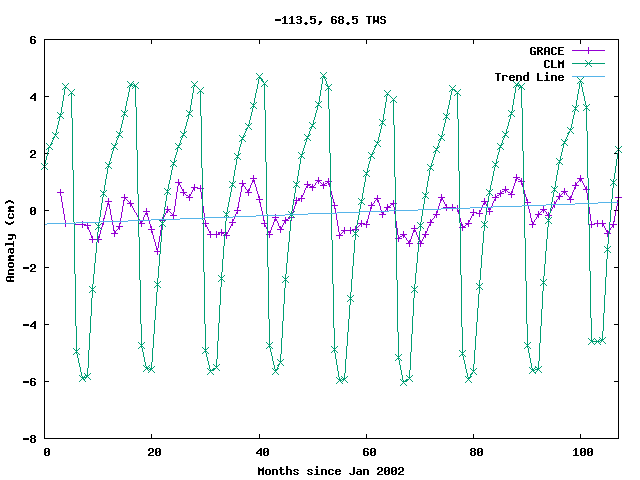 -113.5, 68.5 TWS
GRACE
CLM
Trend Line
6
4
2
0
-2
-4
-6
-8
Anomaly (cm)
0 20 40 60 80 100
Months since Jan 2002